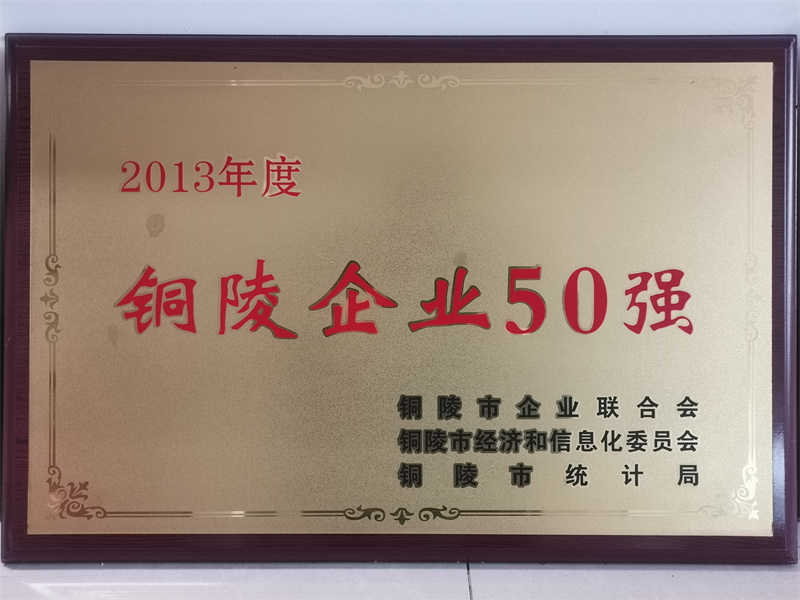 2013年度
铜陵企业50强
铜陵市企业联合会
铜陵市经济和信息化委员会
铜陵市统计局